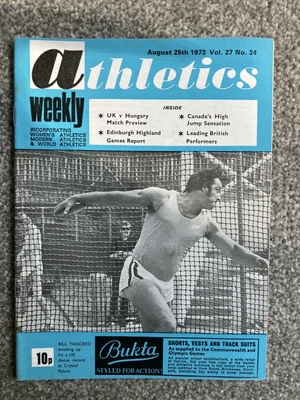 August 25th 1973 Vol. 27 No. 34
athletics
weekly
INCORPORATING
WOMEN'S ATHLETICS
MODERN ATHLETICS
& WORLD ATHLETICS
INSIDE
* UK v Hungary
Match Preview
* Edinburgh Highland
Games Report
* Canada's High
Jump Sensation
* Leading British
Performers
10p
BILL TANCRED
winding up
for a UK
discus record
at Crystal
Palace
Bukta
STYLED FOR ACTION
SHORTS, VESTS AND TRACK SUITS
As supplied to the Commonwealth and
Olympic Games